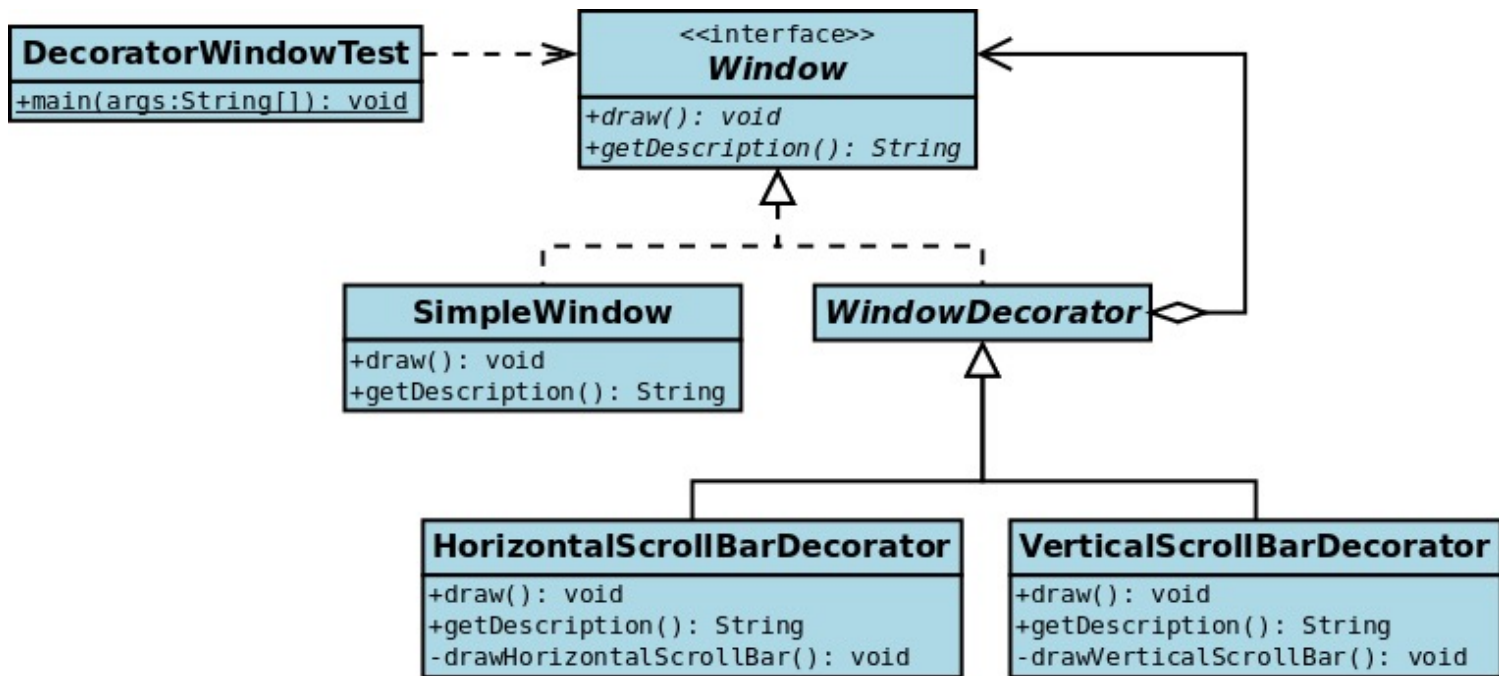 DecoratorWindowTest
+main(args:String[]): void
<<interface>>
Window
+draw(): void
+getDescription(): String
SimpleWindow
+draw(): void
+getDescription(): String
WindowDecorator
HorizontalScrollBarDecorator
+draw(): void
+getDescription(): String
-drawHorizontalScrollBar(): void
VerticalScrollBarDecorator
+draw(): void
+getDescription(): String
-drawVerticalScrollBar(): void